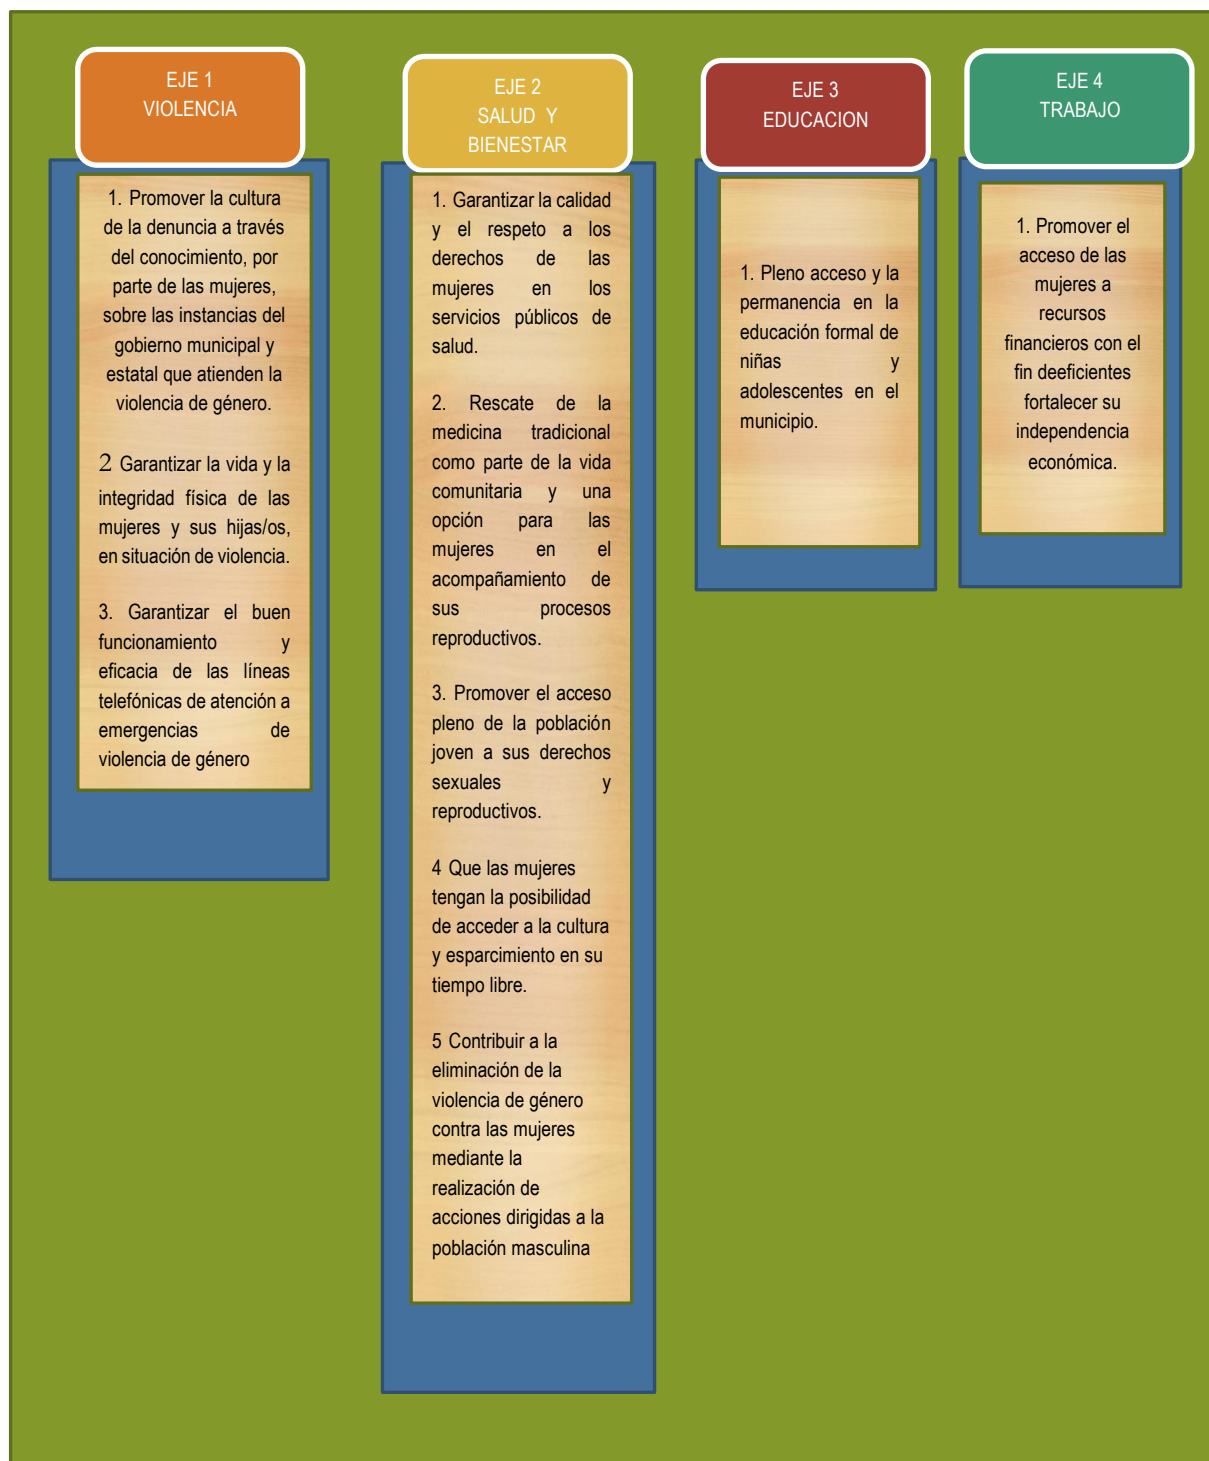 EJE 1
VIOLENCIA
1. Promover la cultura
de la denuncia a través
del conocimiento, por
parte de las mujeres,
sobre las instancias del
gobierno municipal y
estatal que atienden la
violencia de género.
2 Garantizar la vida y la
integridad física de las
mujeres y sus hijas/os,
en situación de violencia.
3. Garantizar el buen
funcionamiento y
eficacia de las líneas
telefónicas de atención a
emergencias de
violencia de género
EJE 2
SALUD Y
BIENESTAR
1. Garantizar la calidad
y el respeto a los
derechos de las
mujeres en los
servicios públicos de
salud.
2. Rescate de la
medicina tradicional
como parte de la vida
comunitaria y una
opción para las
mujeres en el
acompañamiento de
sus procesos
reproductivos.
3. Promover el acceso
pleno de la población
joven a sus derechos
sexuales y
reproductivos.
4 Que las mujeres
tengan la posibilidad
de acceder a la cultura
y esparcimiento en su
tiempo libre.
5 Contribuir a la
eliminación de la
violencia de género
contra las mujeres
mediante la
realización de
acciones dirigidas a la
población masculina
EJE 3
EDUCACION
1. Pleno acceso y la
permanencia en la
educación formal de
niñas y
adolescentes en el
municipio.
EJE 4
TRABAJO
1. Promover el
acceso de las
mujeres a
recursos
financieros con el
fin deeficientes
fortalecer su
independencia
económica.